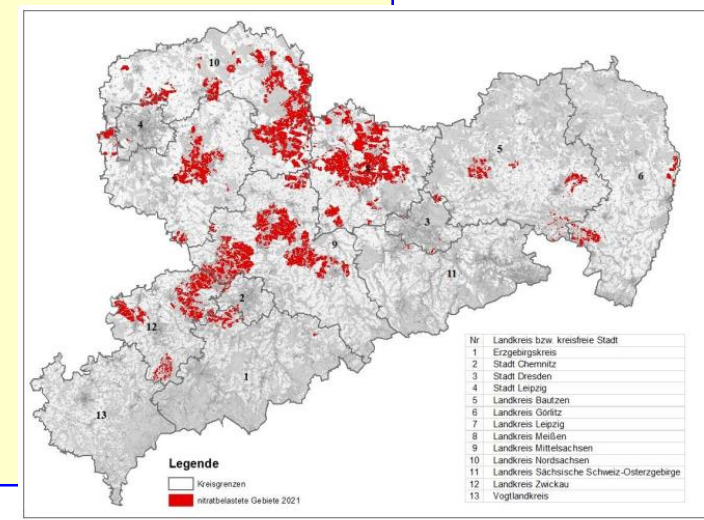 10
4
5
6
3
9
11
2
12
1
13
Nr Landkreis bzw. kreisfreie Stadt
1 Erzgebirgskreis
2 Stadt Chemnitz
3 Stadt Dresden
4 Stadt Leipzig
5 Landkreis Bautzen
6 Landkreis Görlitz
7 Landkreis Leipzig
8 Landkreis Meißen
9 Landkreis Mittelsachsen
10 Landkreis Nordsachsen
11 Landkreis Sächsische Schweiz-Osterzgebirge
12 Landkreis Zwickau
13 Vogtlandkreis
Legende
Kreisgrenzen
nitratbelastete Gebiete 2021